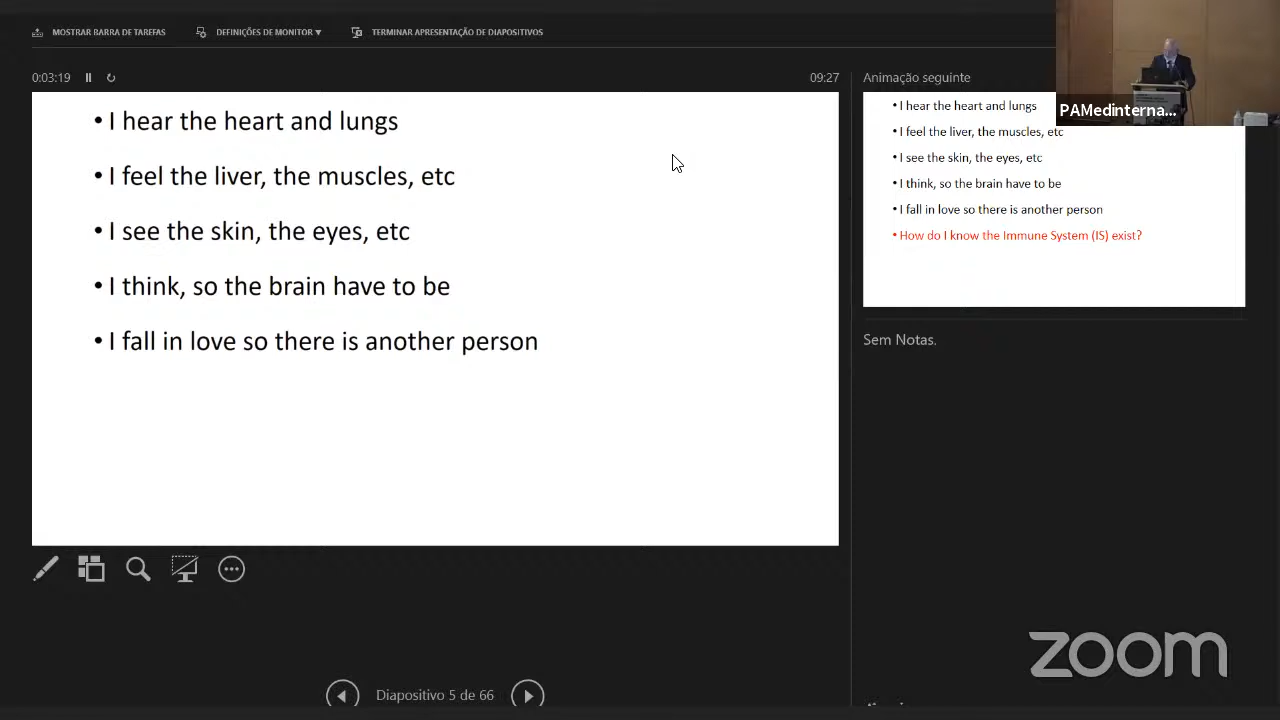 MOSTRAR BARRA DE TAREFAS
DEFINIÇÕES DE MONITOR ▾
TERMINAR APRESENTAÇÃO DE DIAPOSITIVOS
0:03:19
09:27
• I hear the heart and lungs
• I feel the liver, the muscles, etc
• I see the skin, the eyes, etc
• I think, so the brain have to be
• I fall in love so there is another person
Diapositivo 5 de 66
Animação seguinte
• I hear the heart and lungs
• I feel the liver, the muscles, etc
• I see the skin, the eyes, etc
• I think, so the brain have to be
• I fall in love so there is another person
• How do I know the Immune System (IS) exist?
Sem Notas.
PAMedinterna...
zoom